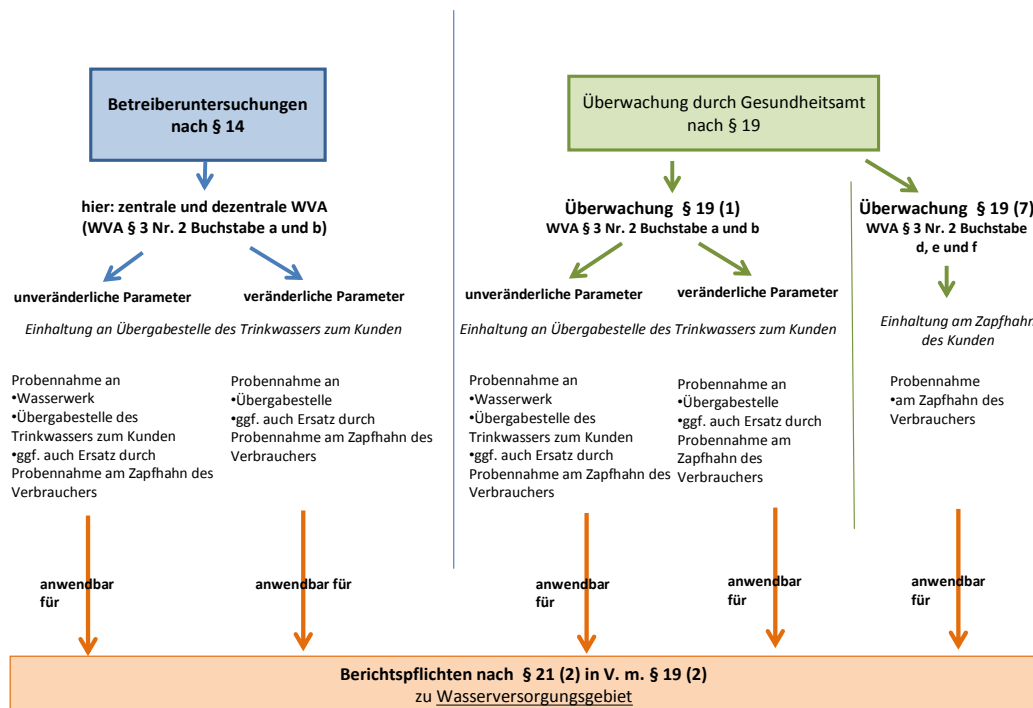 Betreiberuntersuchungen
nach § 14
hier: zentrale und dezentrale WVA
(WVA § 3 Nr. 2 Buchstabe a und b)
unveränderliche Parameter
veränderliche Parameter
Einhaltung an Übergabestelle des Trinkwassers zum Kunden
Probennahme an
•Wasserwerk
•Übergabestelle des
Trinkwassers zum Kunden
•ggf. auch Ersatz durch
Probennahme am Zapfhahn des
Verbrauchers
Probennahme an
•Übergabestelle
•ggf. auch Ersatz durch
Probennahme am Zapfhahn des
Verbrauchers
anwendbar
für
anwendbar für
Überwachung durch Gesundheitsamt
nach § 19
Überwachung § 19 (1)
WVA § 3 Nr. 2 Buchstabe a und b
unveränderliche Parameter
veränderliche Parameter
Einhaltung an Übergabestelle des Trinkwassers zum Kunden
Probennahme an
•Wasserwerk
•Übergabestelle des
Trinkwassers zum Kunden
•ggf. auch Ersatz durch
Probennahme am Zapfhahn des
Verbrauchers
Probennahme an
•Übergabestelle
•ggf. auch Ersatz durch
Probennahme am
Zapfhahn des
Verbrauchers
anwendbar
für
anwendbar
für
Überwachung § 19 (7)
WVA § 3 Nr. 2 Buchstabe
d, e und f
Einhaltung am Zapfhahn
des Kunden
Probennahme
•am Zapfhahn des
Verbrauchers
anwendbar
für
Berichtspflichten nach § 21 (2) in V. m. § 19 (2)
zu Wasserversorgungsgebiet